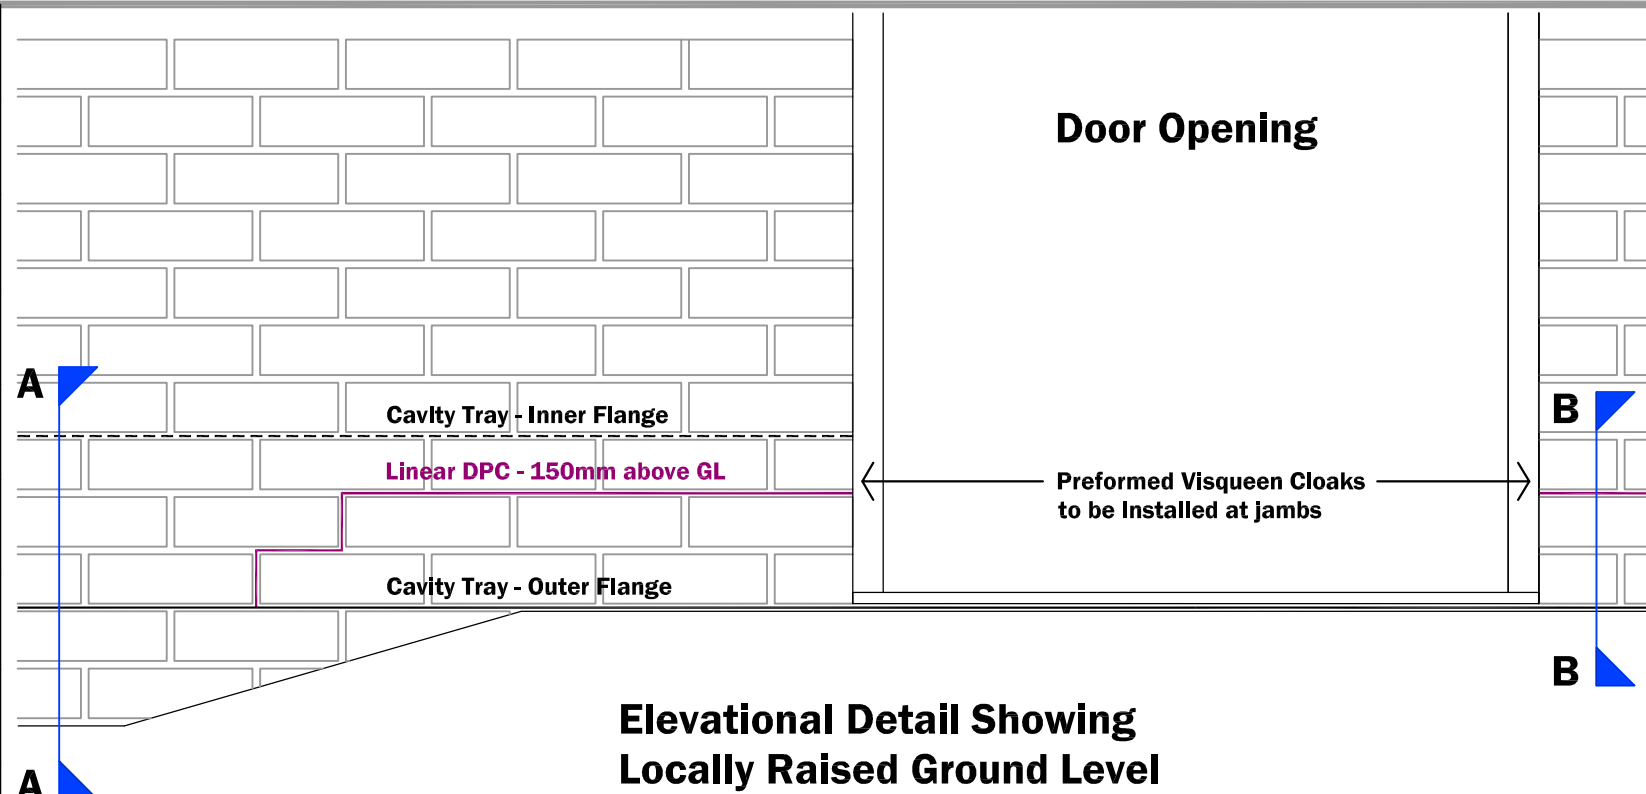 Door Opening
A
B
Cavity Tray - Inner Flange
Linear DPC - 150mm above GL
Preformed Visqueen Cloaks
to be Installed at jambs
Cavity Tray - Outer Flange
B
Elevational Detail Showing
Locally Raised Ground Level
A